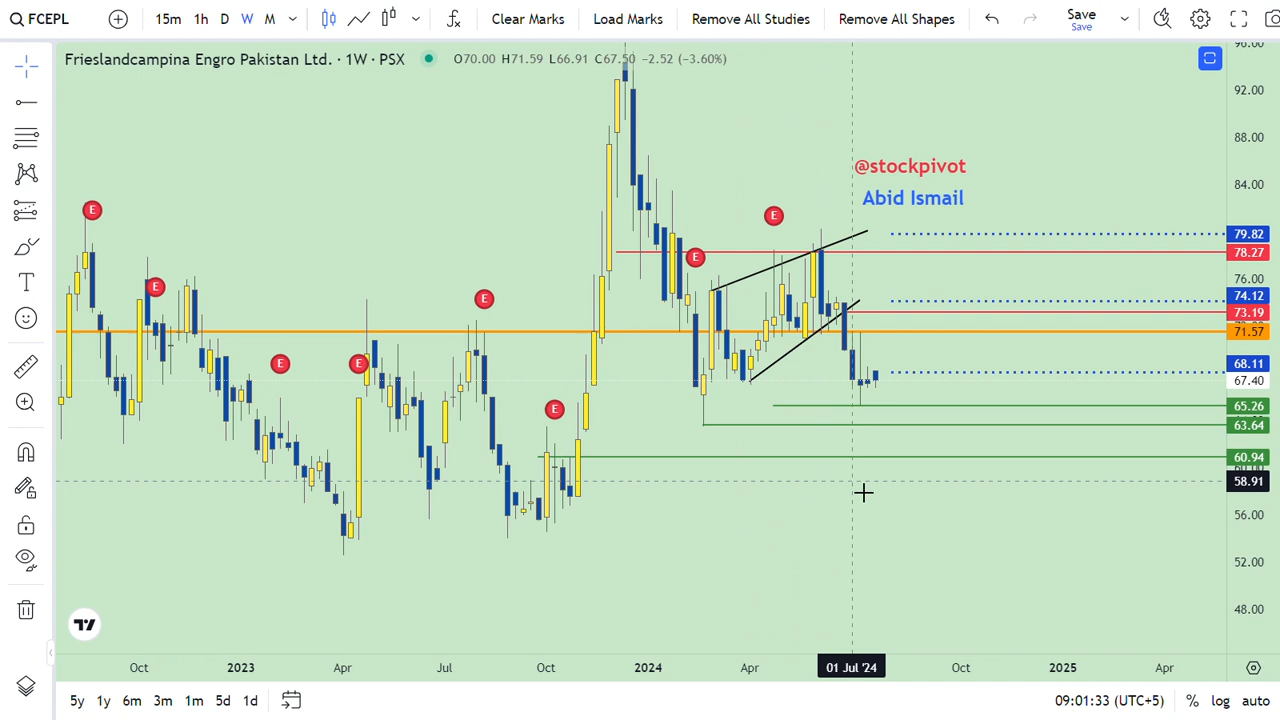 FCEPL 15m 1h D W M Clear Marks Load Marks Remove All Studies Remove All Shapes Save
Save
Frieslandcampina Engro Pakistan Ltd. · 1W · PSX O70.00 H71.59 L66.91 C67.50 −2.52 (−3.60%)
96.00
92.00
88.00
84.00
@stockpivot
Abid Ismail
E
E
E
E
E
E
E
E
79.82
78.27
76.00
74.12
73.19
71.57
68.11
67.40
65.26
63.64
60.94
60.00
58.91
56.00
52.00
48.00
Oct 2023 Apr Jul Oct 2024 Apr 01 Jul '24 Oct 2025 Apr
5y 1y 6m 3m 1m 5d 1d 09:01:33 (UTC+5) % log auto